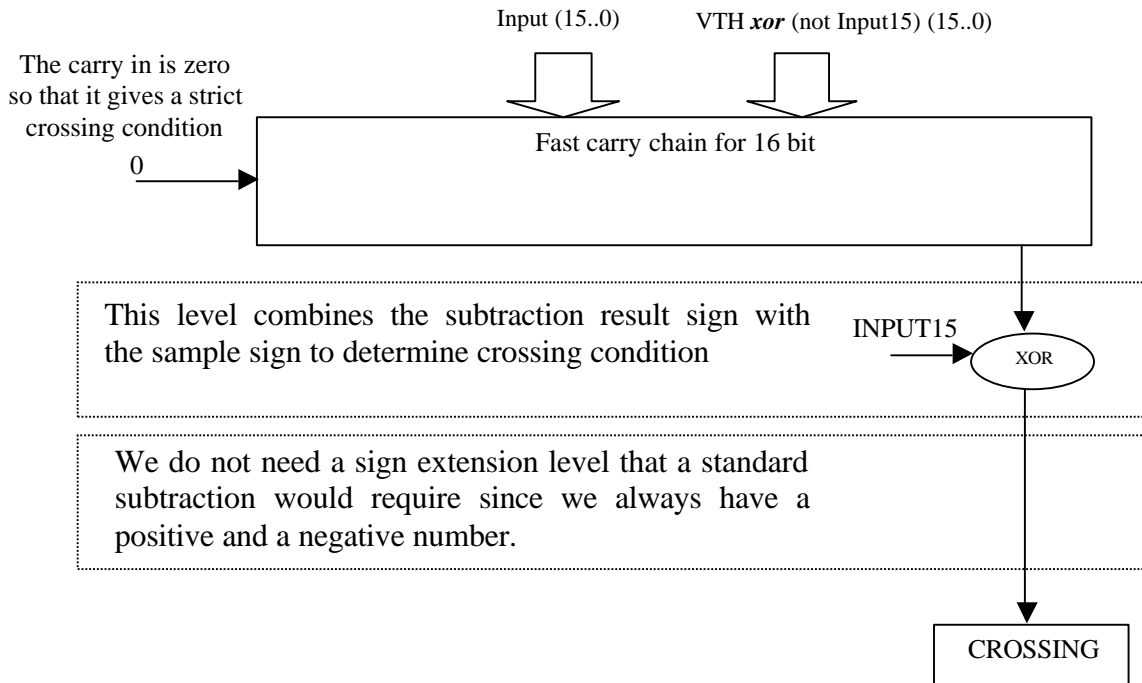 Input (15..0)
VTH xor (not Input15) (15..0)
The carry in is zero
so that it gives a strict
crossing condition
0
Fast carry chain for 16 bit
This level combines the subtraction result sign with
the sample sign to determine crossing condition
INPUT15
XOR
We do not need a sign extension level that a standard
subtraction would require since we always have a
positive and a negative number.
CROSSING